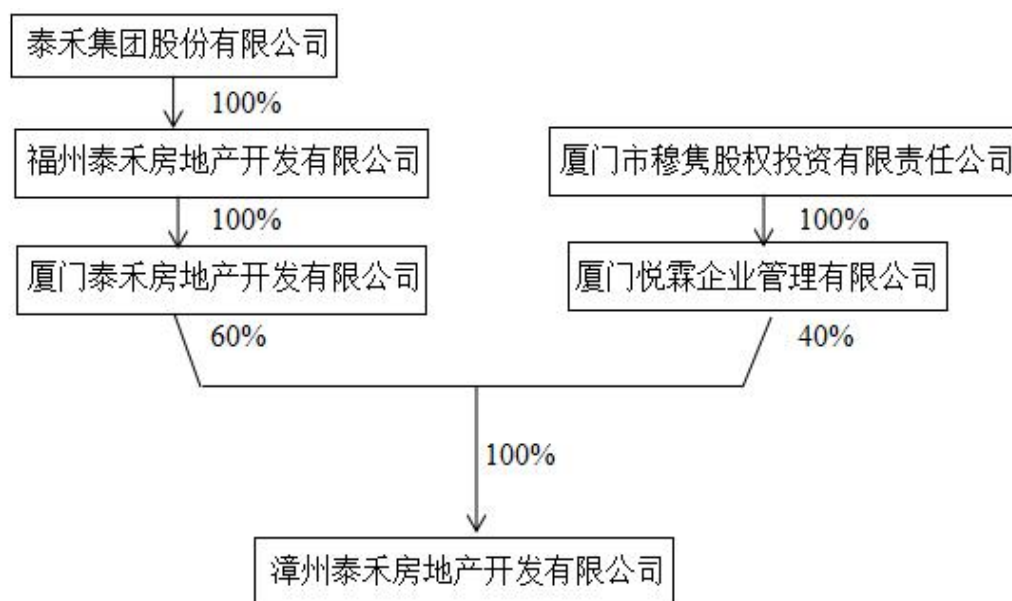 泰禾集团股份有限公司
100%
福州泰禾房地产开发有限公司
厦门市穆隽股权投资有限责任公司
100%
100%
厦门泰禾房地产开发有限公司
厦门悦霖企业管理有限公司
60%
40%
100%
漳州泰禾房地产开发有限公司